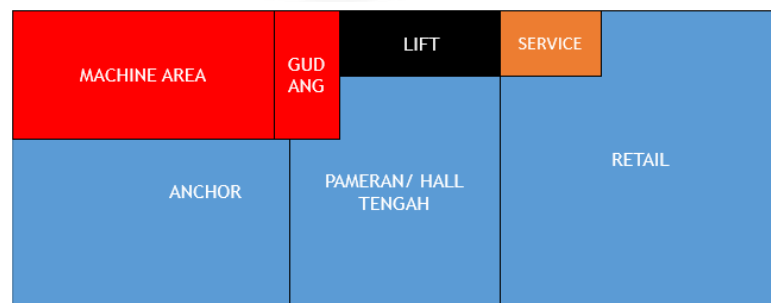 MACHINE AREA
GUD
ANG
LIFT
SERVICE
ANCHOR
PAMERAN/ HALL
TENGAH
RETAIL